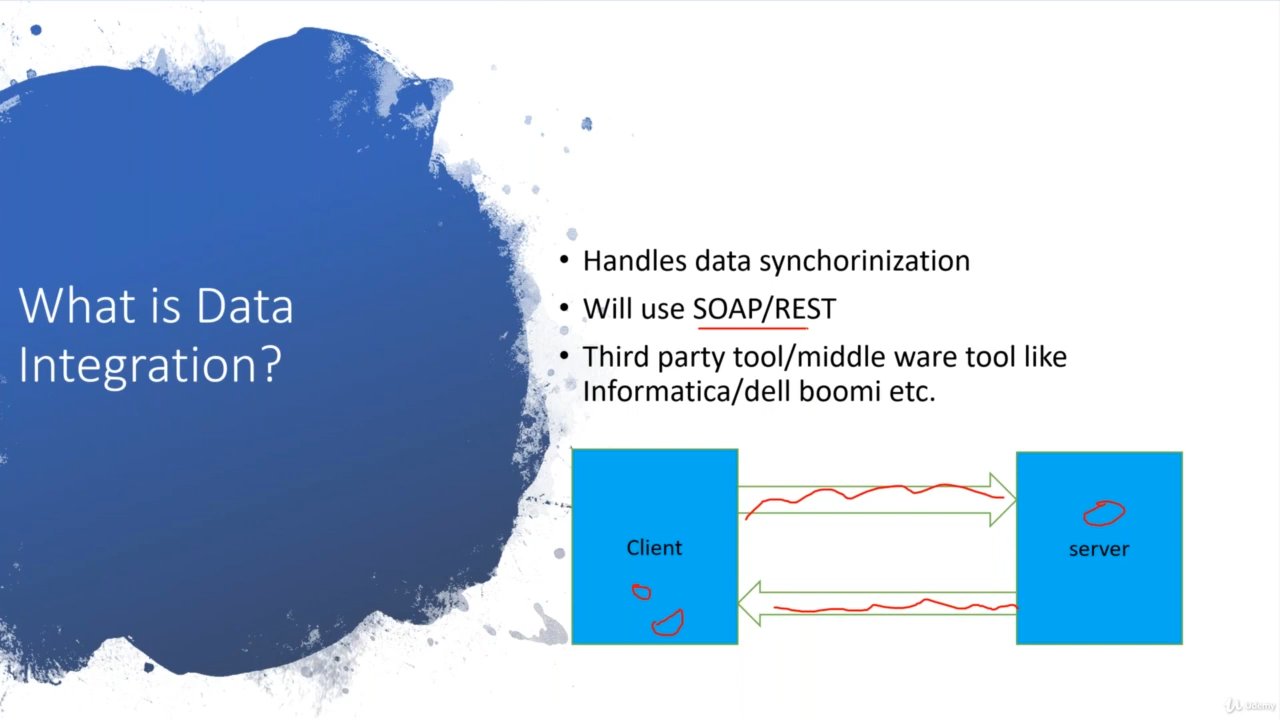 What is Data
Integration?
• Handles data synchorinization
• Will use SOAP/REST
• Third party tool/middle ware tool like
Informatica/dell boomi etc.
Client
server
Udemy